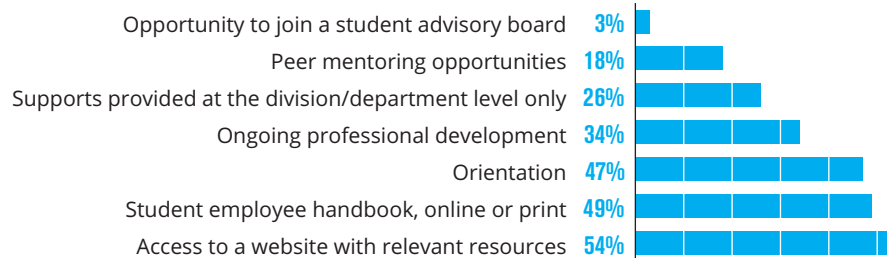 Opportunity to join a student advisory board 3%
Peer mentoring opportunities 18%
Supports provided at the division/department level only 26%
Ongoing professional development 34%
Orientation 47%
Student employee handbook, online or print 49%
Access to a website with relevant resources 54%